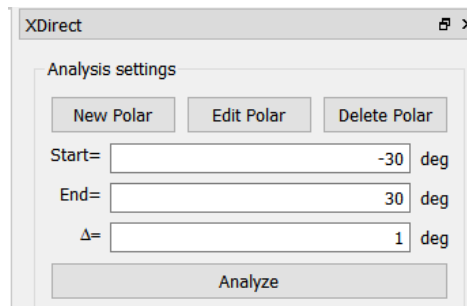 XDirect
Analysis settings
New Polar Edit Polar Delete Polar
Start= -30 deg
End= 30 deg
Δ= 1 deg
Analyze